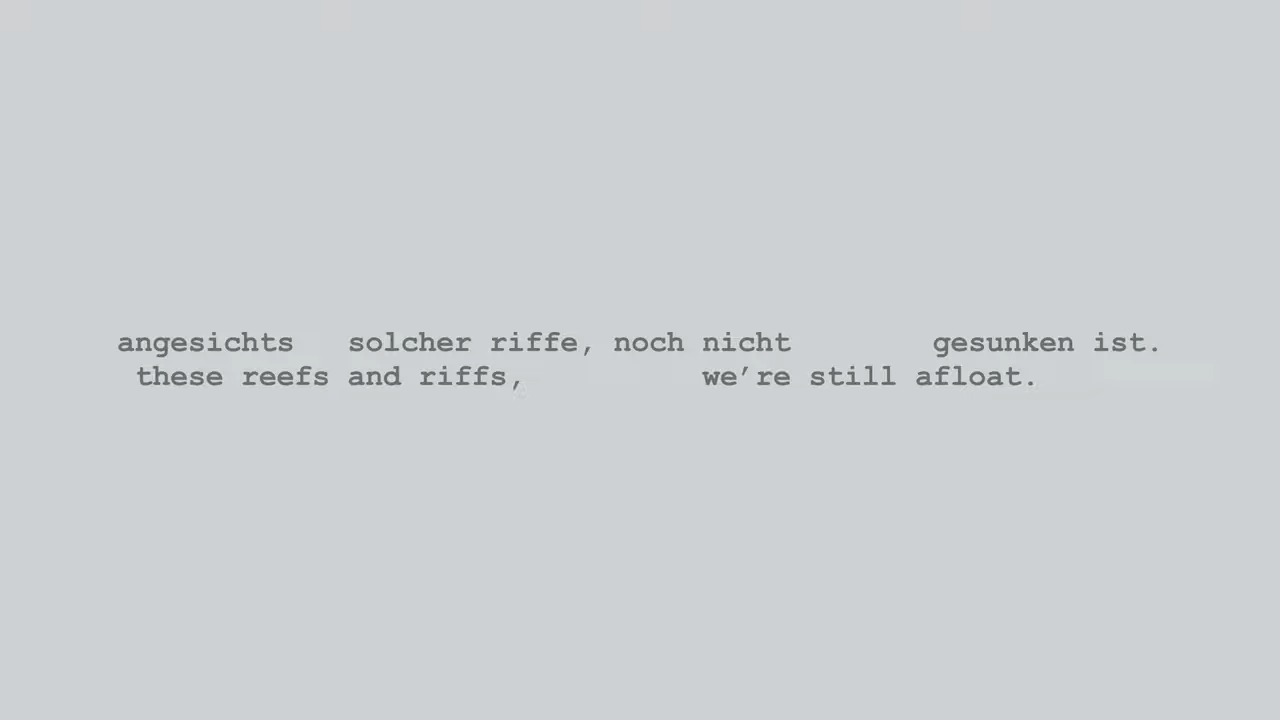 angesichts solcher riffe, noch nicht gesunken ist.
these reefs and riffs, we’re still afloat.